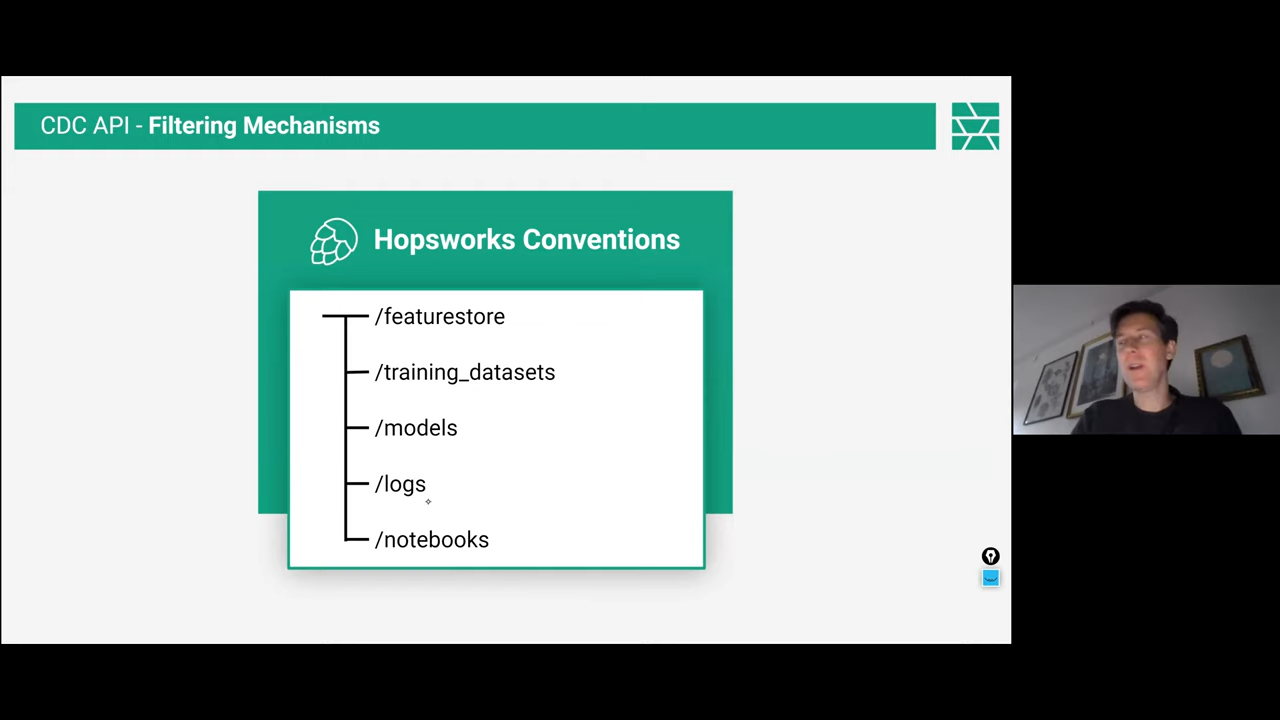 CDC API - Filtering Mechanisms
Hopsworks Conventions
/featurestore
/training_datasets
/models
/logs
/notebooks